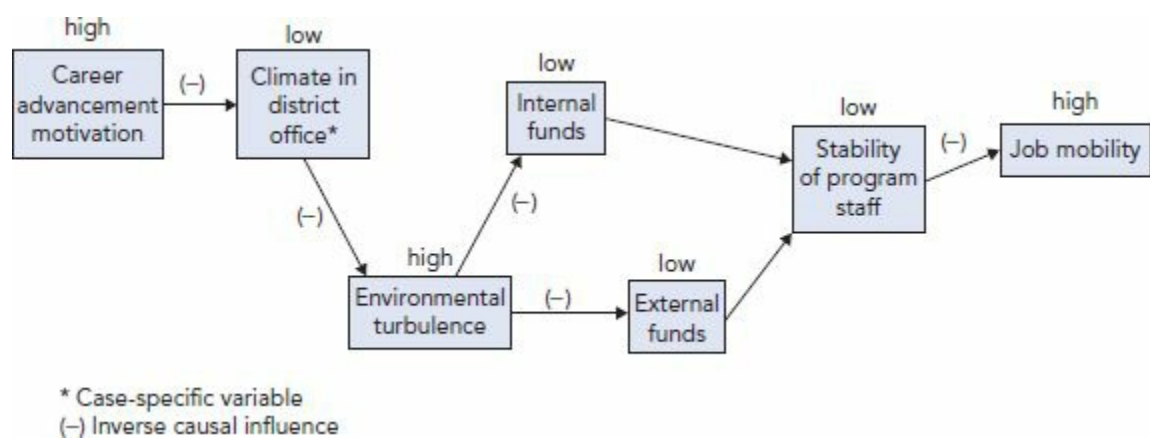 high
Career
advancement
motivation
(–)
low
Climate in
district
office*
(–)
high
Environmental
turbulence
(–)
low
Internal
funds
(–)
low
External
funds
low
Stability
of program
staff
(–)
high
Job mobility
* Case-specific variable
(–) Inverse causal influence